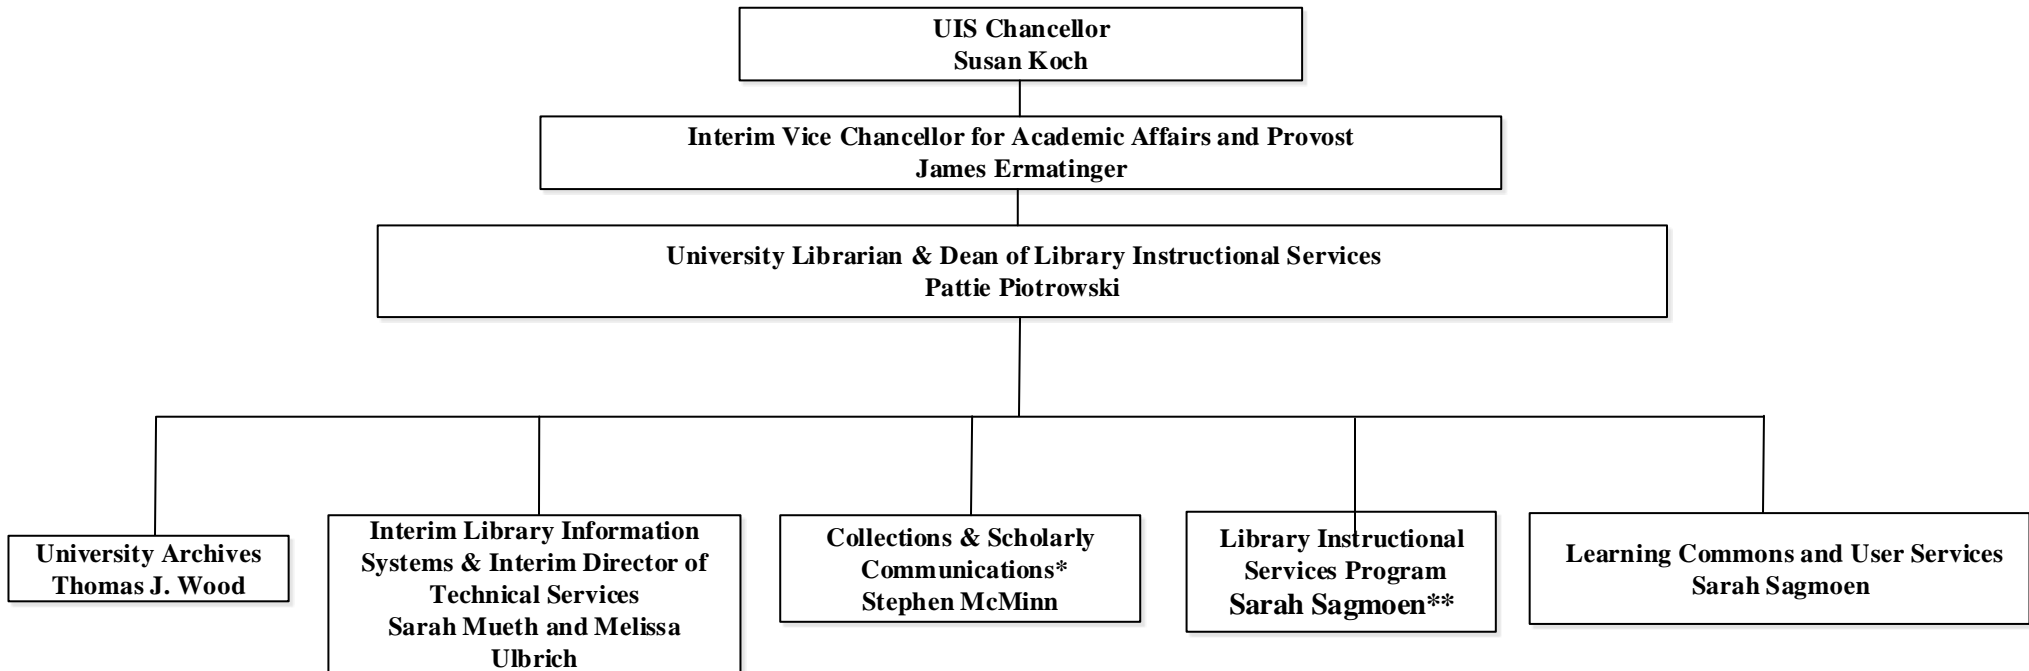 UIS Chancellor
Susan Koch
Interim Vice Chancellor for Academic Affairs and Provost
James Ermatinger
University Librarian & Dean of Library Instructional Services
Pattie Piotrowski
University Archives
Thomas J. Wood
Interim Library Information
Systems & Interim Director of
Technical Services
Sarah Mueth and Melissa
Ulbrich
Collections & Scholarly
Communications*
Stephen McMinn
Library Instructional
Services Program
Sarah Sagmoen**
Learning Commons and User Services
Sarah Sagmoen